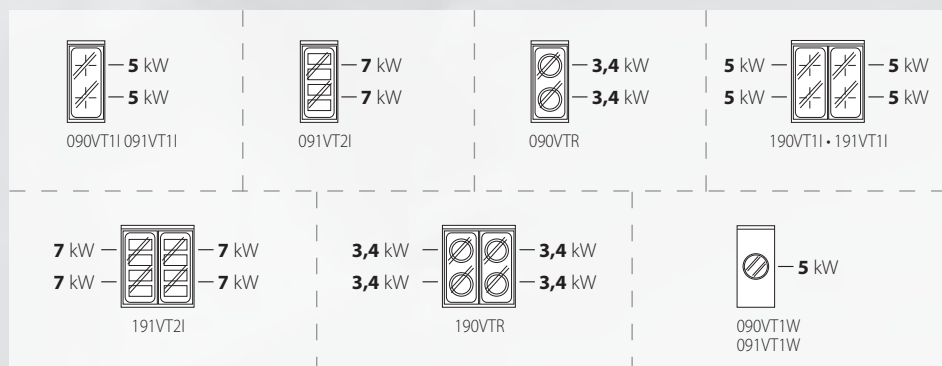 5 kW
5 kW
090VT1I 091VT1I
7 kW
7 kW
091VT2I
3,4 kW
3,4 kW
090VTR
5 kW 5 kW
5 kW 5 kW
190VT1I • 191VT1I
7 kW 7 kW
7 kW 7 kW
191VT2I
3,4 kW 3,4 kW
3,4 kW 3,4 kW
190VTR
5 kW
090VT1W
091VT1W